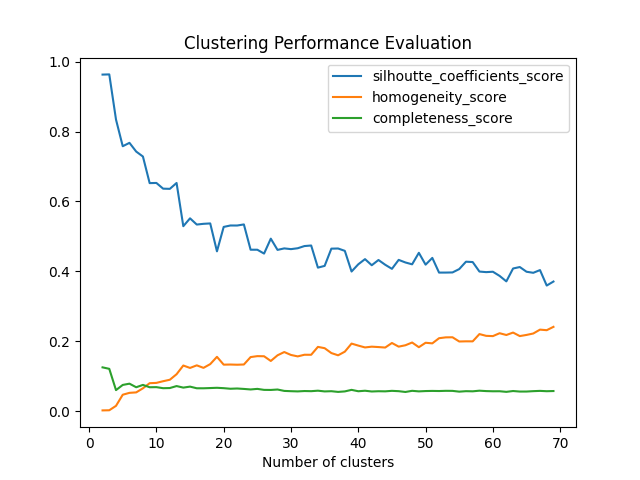 Clustering Performance Evaluation
1.0
0.8
0.6
0.4
0.2
0.0
silhoutte_coefficients_score
homogeneity_score
completeness_score
0 10 20 30 40 50 60 70
Number of clusters